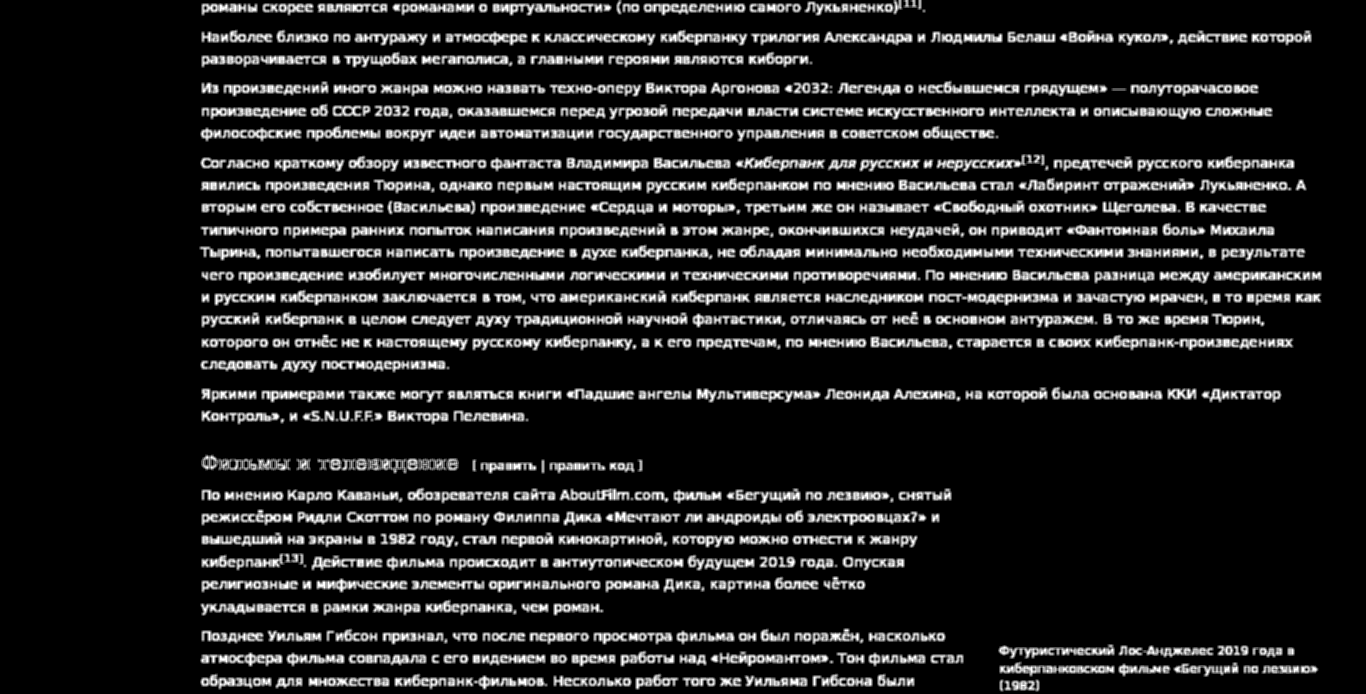 романы скорее являются «романами о виртуальности» (по определению самого Лукьяненко)[11].
Наиболее близко по антуражу и атмосфере к классическому киберпанку трилогия Александра и Людмилы Белаш «Война кукол», действие которой
разворачивается в трущобах мегаполиса, а главными героями являются киборги.
Из произведений иного жанра можно назвать техно-оперу Виктора Аргонова «2032: Легенда о несбывшемся грядущем» — полуторачасовое
произведение об СССР 2032 года, оказавшемся перед угрозой передачи власти системе искусственного интеллекта и описывающую сложные
философские проблемы вокруг идеи автоматизации государственного управления в советском обществе.
Согласно краткому обзору известного фантаста Владимира Васильева «Киберпанк для русских и нерусских»[12], предтечей русского киберпанка
явились произведения Тюрина, однако первым настоящим русским киберпанком по мнению Васильева стал «Лабиринт отражений» Лукьяненко. А
вторым его собственное (Васильева) произведение «Сердца и моторы», третьим же он называет «Свободный охотник» Щеголева. В качестве
типичного примера ранних попыток написания произведений в этом жанре, окончившихся неудачей, он приводит «Фантомная боль» Михаила
Тырина, попытавшегося написать произведение в духе киберпанка, не обладая минимально необходимыми техническими знаниями, в результате
чего произведение изобилует многочисленными логическими и техническими противоречиями. По мнению Васильева разница между американским
и русским киберпанком заключается в том, что американский киберпанк является наследником пост-модернизма и зачастую мрачен, в то время как
русский киберпанк в целом следует духу традиционной научной фантастики, отличаясь от неё в основном антуражем. В то же время Тюрин,
которого он отнёс не к настоящему русскому киберпанку, а к его предтечам, по мнению Васильева, старается в своих киберпанк-произведениях
следовать духу постмодернизма.
Яркими примерами также могут являться книги «Падшие ангелы Мультиверсума» Леонида Алехина, на которой была основана ККИ «Диктатор
Контроль», и «S.N.U.F.F.» Виктора Пелевина.
Фильмы и телевидение [ править | править код ]
По мнению Карло Каваньи, обозревателя сайта AboutFilm.com, фильм «Бегущий по лезвию», снятый
режиссёром Ридли Скоттом по роману Филиппа Дика «Мечтают ли андроиды об электроовцах?» и
вышедший на экраны в 1982 году, стал первой кинокартиной, которую можно отнести к жанру
киберпанк[13]. Действие фильма происходит в антиутопическом будущем 2019 года. Опуская
религиозные и мифические элементы оригинального романа Дика, картина более чётко
укладывается в рамки жанра киберпанка, чем роман.
Позднее Уильям Гибсон признал, что после первого просмотра фильма он был поражён, насколько
атмосфера фильма совпадала с его видением во время работы над «Нейромантом». Тон фильма стал
образцом для множества киберпанк-фильмов. Несколько работ того же Уильяма Гибсона были
Футуристический Лос-Анджелес 2019 года в
киберпанковском фильме «Бегущий по лезвию»
(1982)